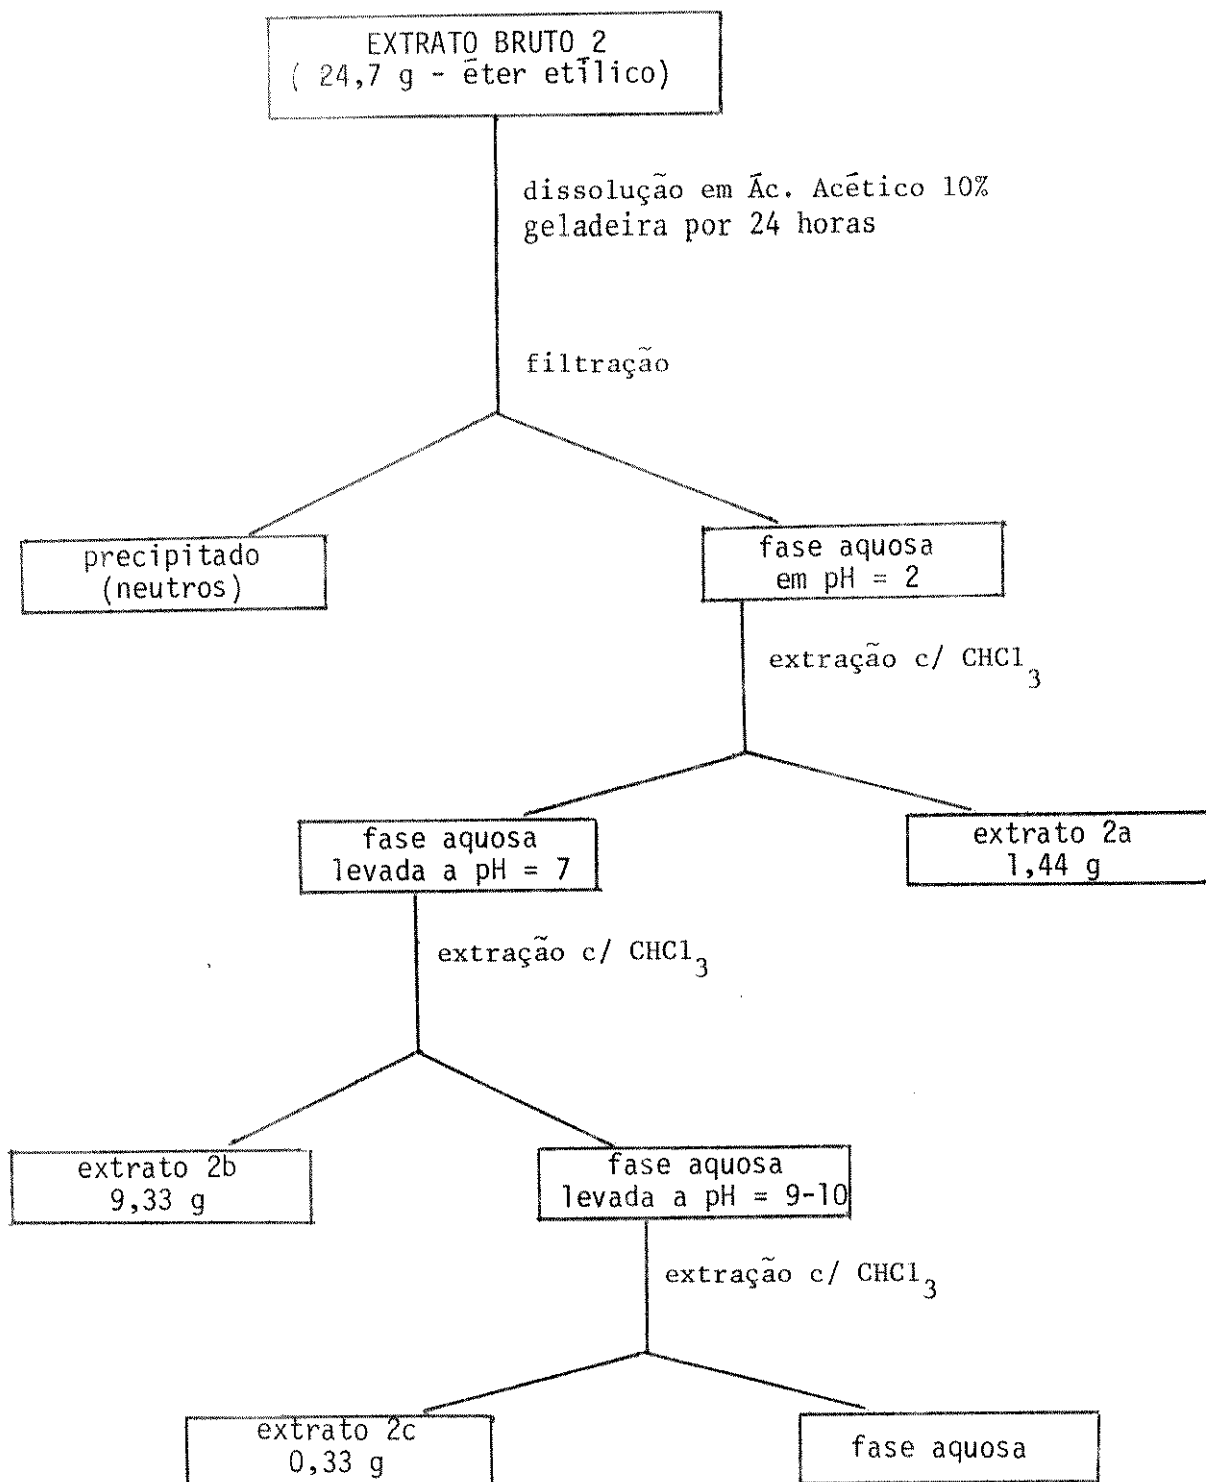 EXTRATO BRUTO 2
( 24,7 g - éter etílico)
dissolução em Ác. Acético 10%
geladeira por 24 horas
filtração
precipitado
(neutros)
fase aquosa
em pH = 2
extração c/ CHCl3
fase aquosa
levada a pH = 7
extrato 2a
1,44 g
extração c/ CHCl3
extrato 2b
9,33 g
fase aquosa
levada a pH = 9-10
extração c/ CHCl3
extrato 2c
0,33 g
fase aquosa